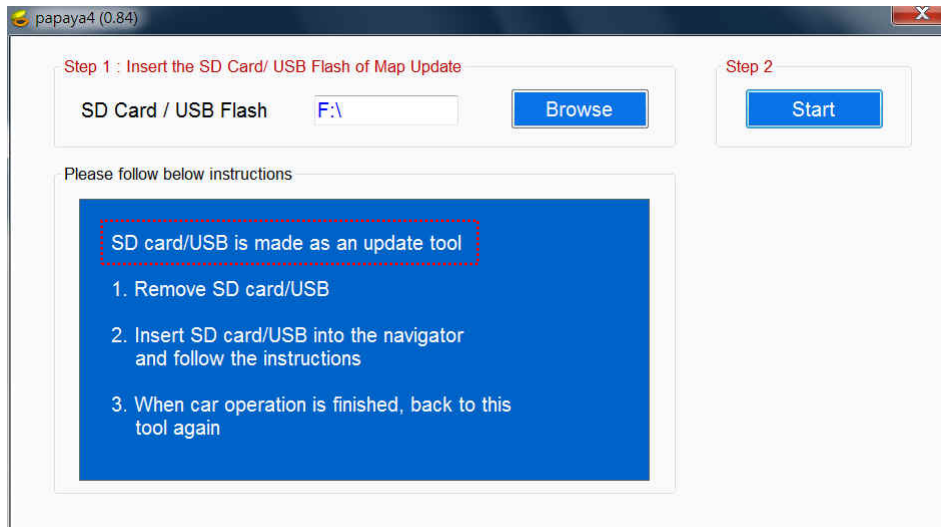 papaya4 (0.84)
X
Step 1 : Insert the SD Card/ USB Flash of Map Update
SD Card / USB Flash
F:\
Browse
Step 2
Start
Please follow below instructions
SD card/USB is made as an update tool
1. Remove SD card/USB
2. Insert SD card/USB into the navigator
and follow the instructions
3. When car operation is finished, back to this
tool again